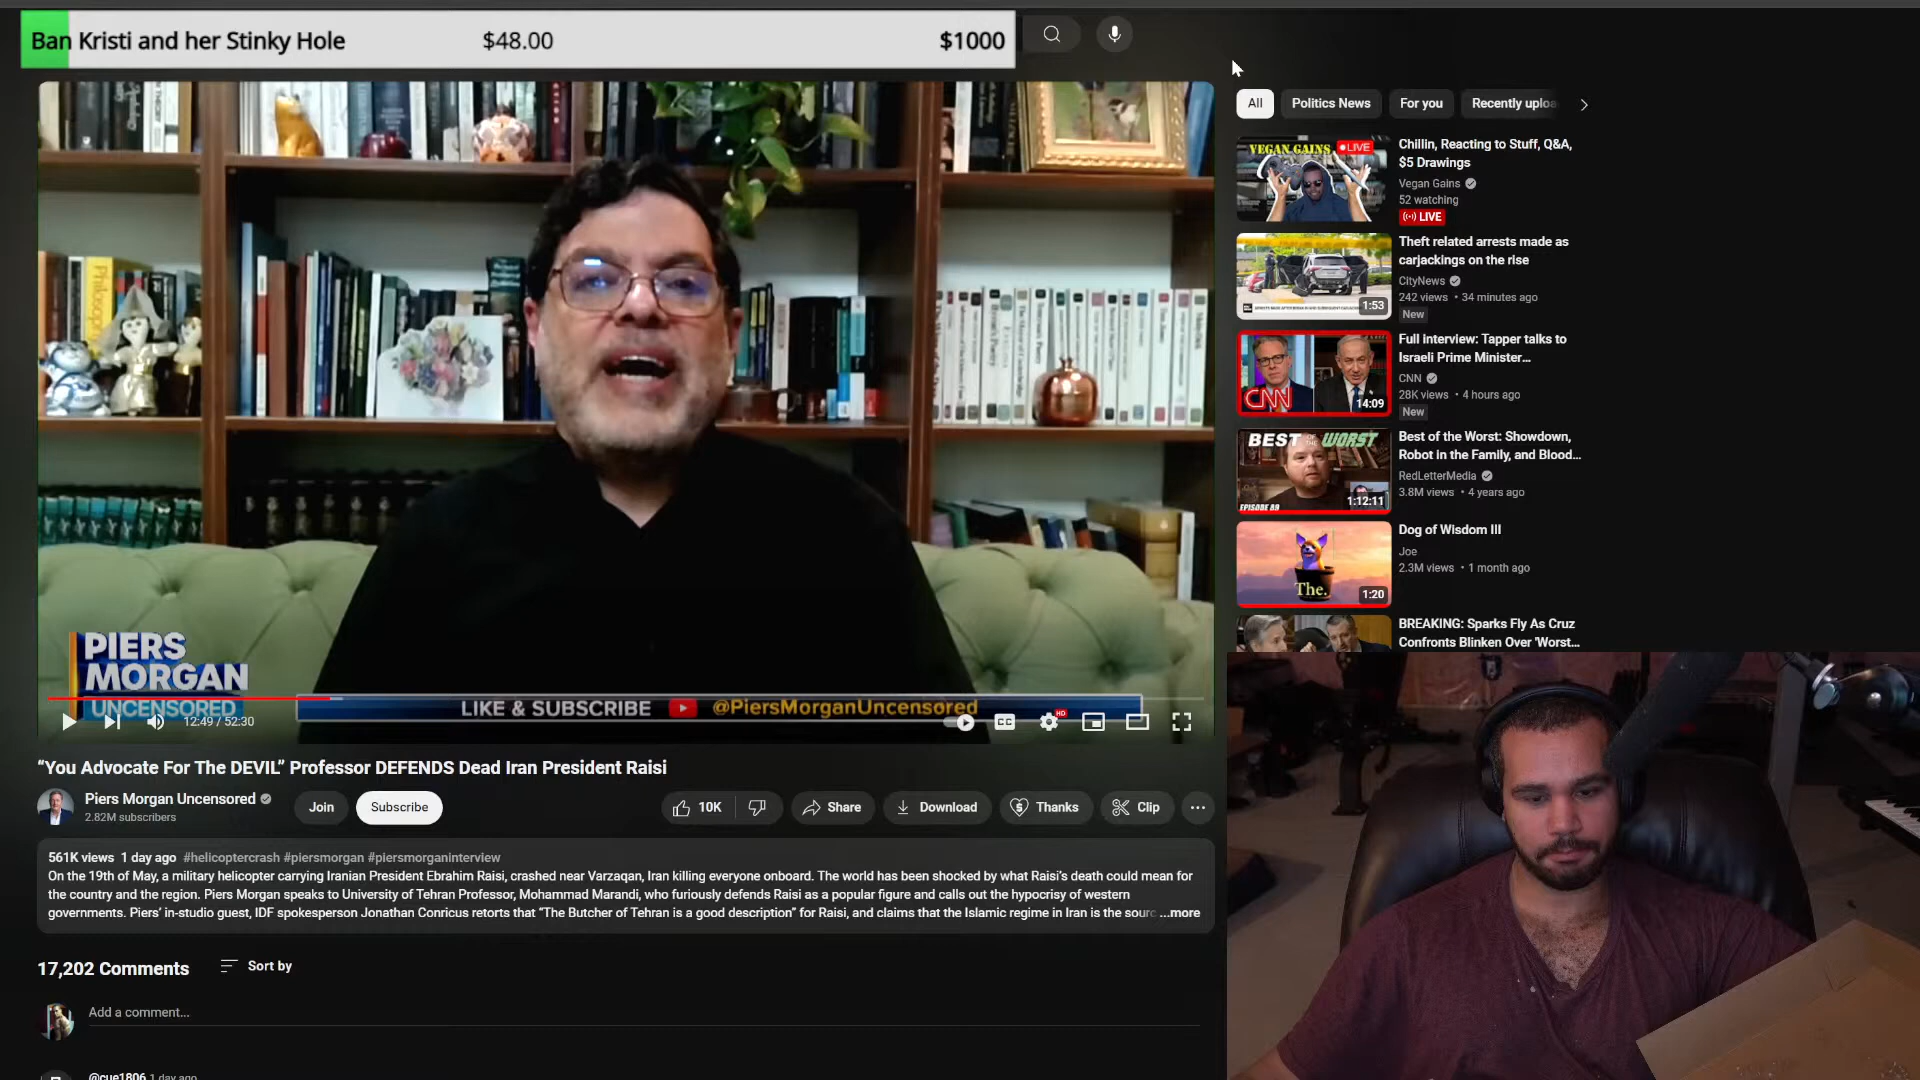 Ban Kristi and her Stinky Hole $48.00 $1000
All Politics News For you Recently uploa
VEGAN GAINS LIVE
Chillin, Reacting to Stuff, Q&A,
$5 Drawings
Vegan Gains
52 watching
LIVE
Theft related arrests made as
carjackings on the rise
CityNews
242 views • 34 minutes ago
New
1:53
Full interview: Tapper talks to
Israeli Prime Minister...
CNN
28K views • 4 hours ago
New
CNN
14:09
Best of the Worst: Showdown,
Robot in the Family, and Blood...
RedLetterMedia
3.8M views • 4 years ago
BEST OF THE WORST
EPISODE 89
1:12:11
Dog of Wisdom III
Joe
2.3M views • 1 month ago
The.
1:20
BREAKING: Sparks Fly As Cruz
Confronts Blinken Over 'Worst...
PIERS
MORGAN
UNCENSORED
LIKE & SUBSCRIBE @PiersMorganUncensored
12:49 / 52:30
CC
HD
“You Advocate For The DEVIL” Professor DEFENDS Dead Iran President Raisi
Piers Morgan Uncensored
2.82M subscribers
Join Subscribe 10K Share Download Thanks Clip
561K views 1 day ago #helicoptercrash #piersmorgan #piersmorganinterview
On the 19th of May, a military helicopter carrying Iranian President Ebrahim Raisi, crashed near Varzaqan, Iran killing everyone onboard. The world has been shocked by what Raisi's death could mean for
the country and the region. Piers Morgan speaks to University of Tehran Professor, Mohammad Marandi, who furiously defends Raisi as a popular figure and calls out the hypocrisy of western
governments. Piers' in-studio guest, IDF spokesperson Jonathan Conricus retorts that “The Butcher of Tehran is a good description” for Raisi, and claims that the Islamic regime in Iran is the sourc ...more
17,202 Comments Sort by
Add a comment...
@cue1806 1 day ago